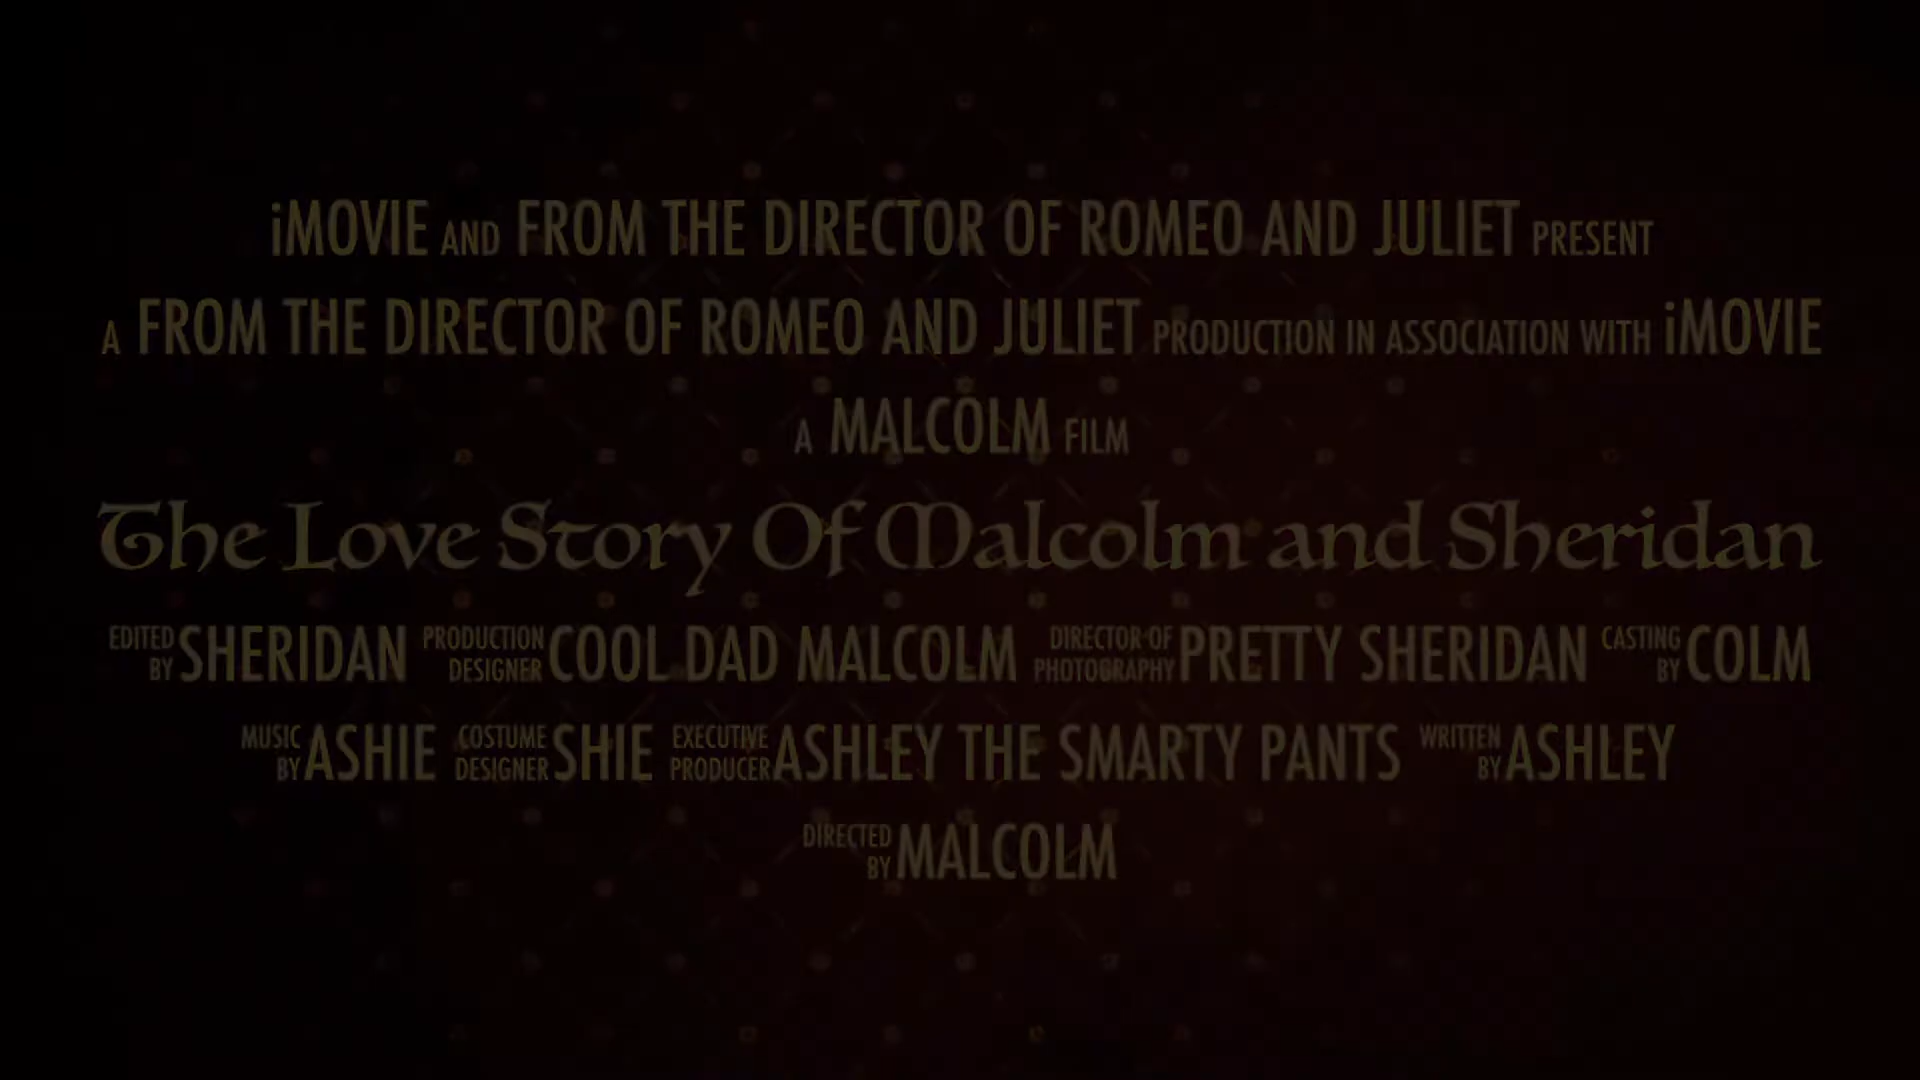 iMOVIE AND FROM THE DIRECTOR OF ROMEO AND JULIET PRESENT
A FROM THE DIRECTOR OF ROMEO AND JULIET PRODUCTION IN ASSOCIATION WITH iMOVIE
A MALCOLM FILM
The Love Story Of Malcolm and Sheridan
EDITED BY SHERIDAN PRODUCTION DESIGNER COOL DAD MALCOLM DIRECTOR OF PHOTOGRAPHY PRETTY SHERIDAN CASTING BY COLM
MUSIC BY ASHIE COSTUME DESIGNER SHIE EXECUTIVE PRODUCER ASHLEY THE SMARTY PANTS WRITTEN BY ASHLEY
DIRECTED BY MALCOLM